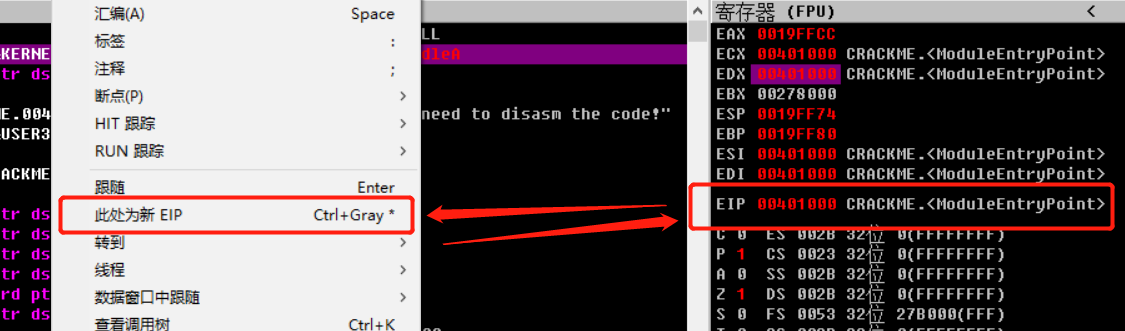 汇编(A) Space
标签 :
注释 ;
断点(P) >
HIT 跟踪 >
RUN 跟踪 >
跟随 Enter
此处为新 EIP Ctrl+Gray *
转到 >
线程 >
数据窗口中跟随 >
查看调用树 Ctrl+K
KERNE
tr ds
E.004
USER3
ACKME
tr ds
tr ds
tr ds
tr ds
rd pt
tr ds
LL
dleA
need to disasm the code!"
寄存器 (FPU) <
EAX 0019FFCC
ECX 00401000 CRACKME.<ModuleEntryPoint>
EDX 00401000 CRACKME.<ModuleEntryPoint>
EBX 00278000
ESP 0019FF74
EBP 0019FF80
ESI 00401000 CRACKME.<ModuleEntryPoint>
EDI 00401000 CRACKME.<ModuleEntryPoint>
EIP 00401000 CRACKME.<ModuleEntryPoint>
C 0 ES 002B 32位 0(FFFFFFFF)
P 1 CS 0023 32位 0(FFFFFFFF)
A 0 SS 002B 32位 0(FFFFFFFF)
Z 1 DS 002B 32位 0(FFFFFFFF)
S 0 FS 0053 32位 27B000(FFF)